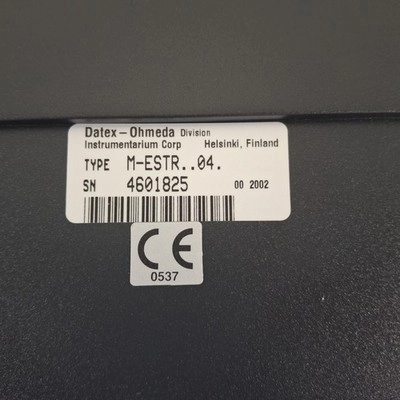 Datex-Ohmeda Division
Instrumentarium Corp Helsinki, Finland
TYPE M-ESTR..04.
SN 4601825 00 2002
CE
0537